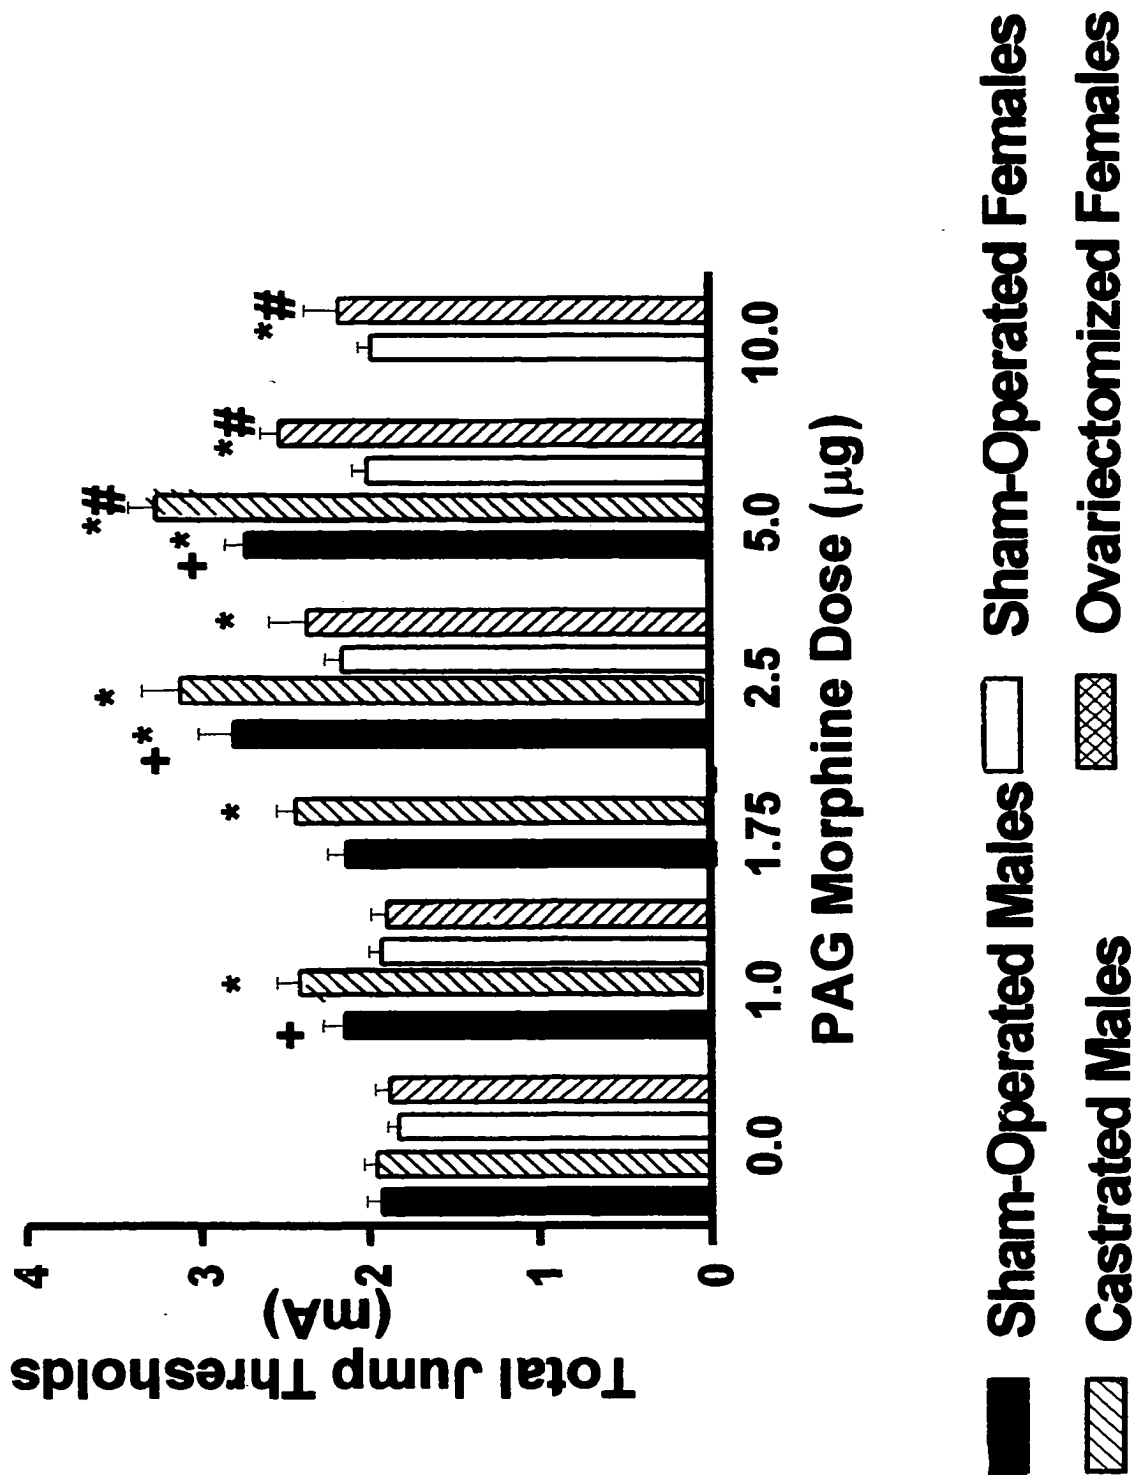 Total Jump Thresholds
(mA)
4
3
2
1
0
+
*
*
+*
*
*
+*
*#
*#
*#
0.0 1.0 1.75 2.5 5.0 10.0
PAG Morphine Dose (μg)
Sham-Operated Males Sham-Operated Females
Castrated Males Ovariectomized Females